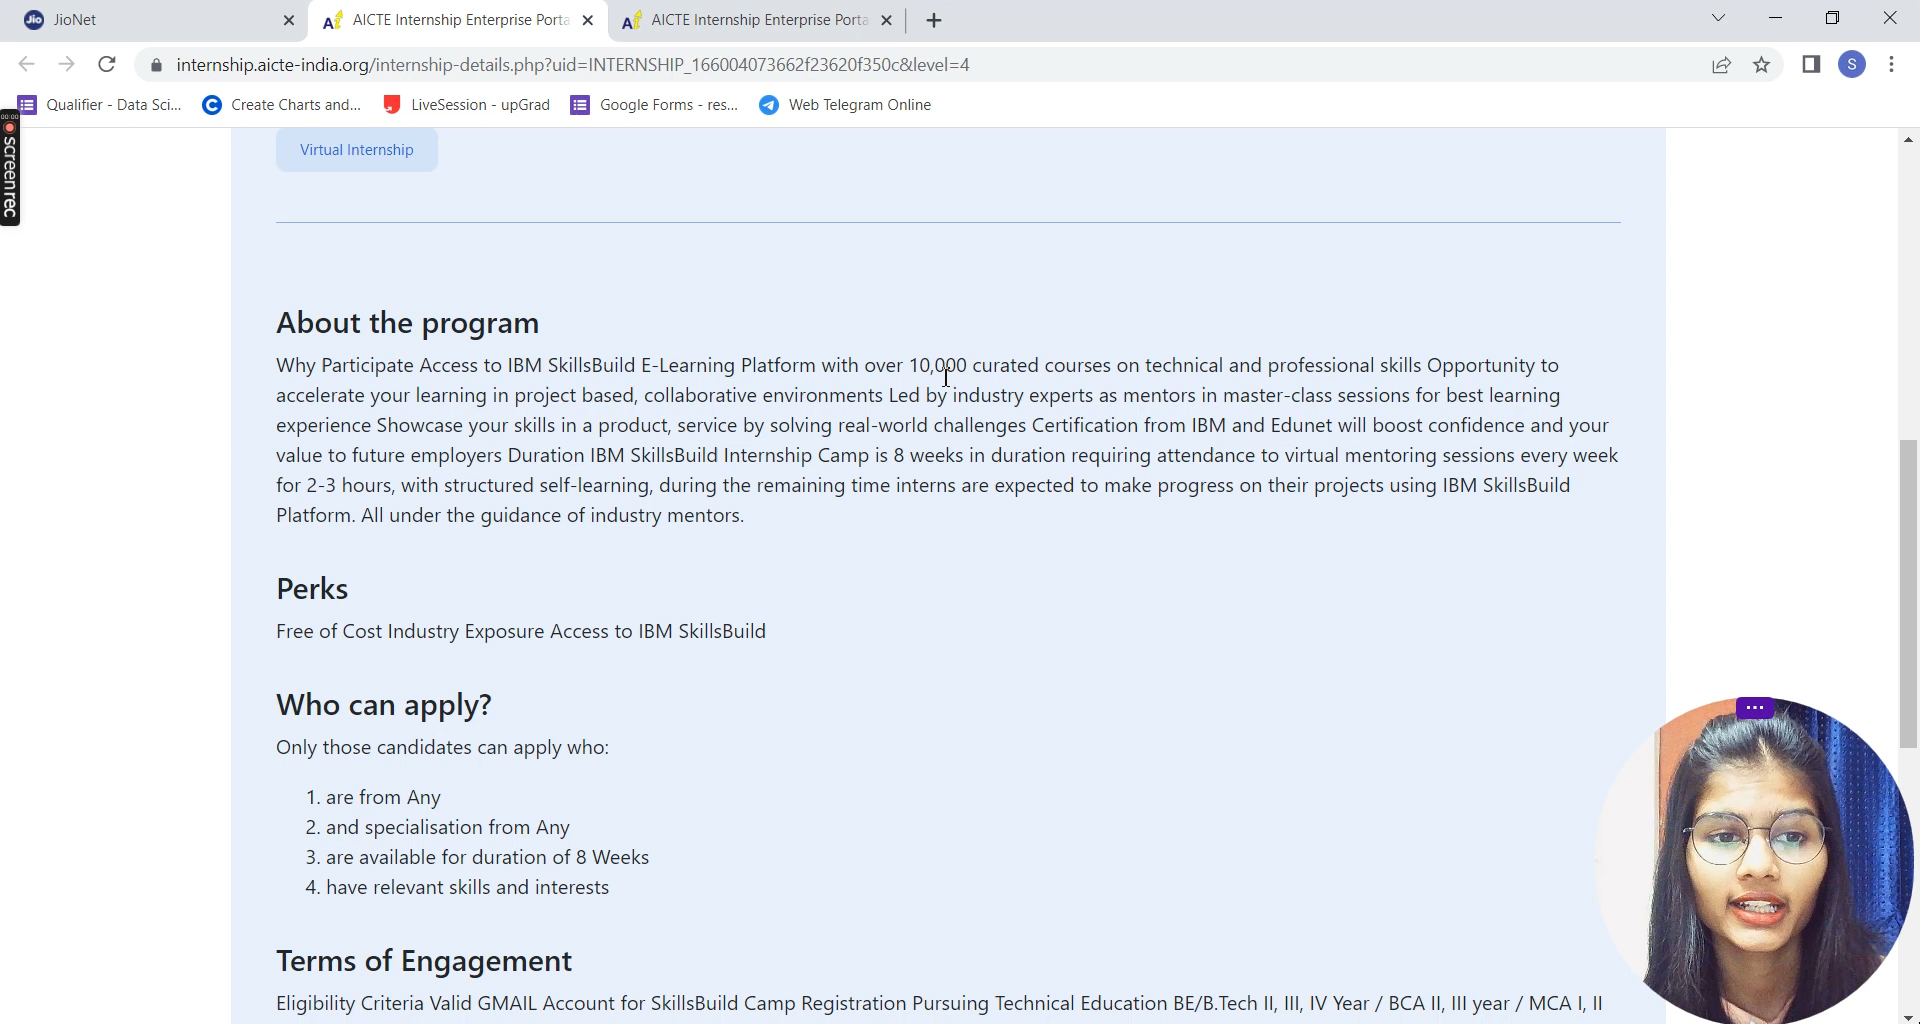 JioNet
AICTE Internship Enterprise Porta
AICTE Internship Enterprise Porta
internship.aicte-india.org/internship-details.php?uid=INTERNSHIP_166004073662f23620f350c&level=4
S
Qualifier - Data Sci...
Create Charts and...
LiveSession - upGrad
Google Forms - res...
Web Telegram Online
00:00
screenrec
Virtual Internship
About the program
Why Participate Access to IBM SkillsBuild E-Learning Platform with over 10,000 curated courses on technical and professional skills Opportunity to
accelerate your learning in project based, collaborative environments Led by industry experts as mentors in master-class sessions for best learning
experience Showcase your skills in a product, service by solving real-world challenges Certification from IBM and Edunet will boost confidence and your
value to future employers Duration IBM SkillsBuild Internship Camp is 8 weeks in duration requiring attendance to virtual mentoring sessions every week
for 2-3 hours, with structured self-learning, during the remaining time interns are expected to make progress on their projects using IBM SkillsBuild
Platform. All under the guidance of industry mentors.
Perks
Free of Cost Industry Exposure Access to IBM SkillsBuild
Who can apply?
Only those candidates can apply who:
1. are from Any
2. and specialisation from Any
3. are available for duration of 8 Weeks
4. have relevant skills and interests
Terms of Engagement
Eligibility Criteria Valid GMAIL Account for SkillsBuild Camp Registration Pursuing Technical Education BE/B.Tech II, III, IV Year / BCA II, III year / MCA I, II